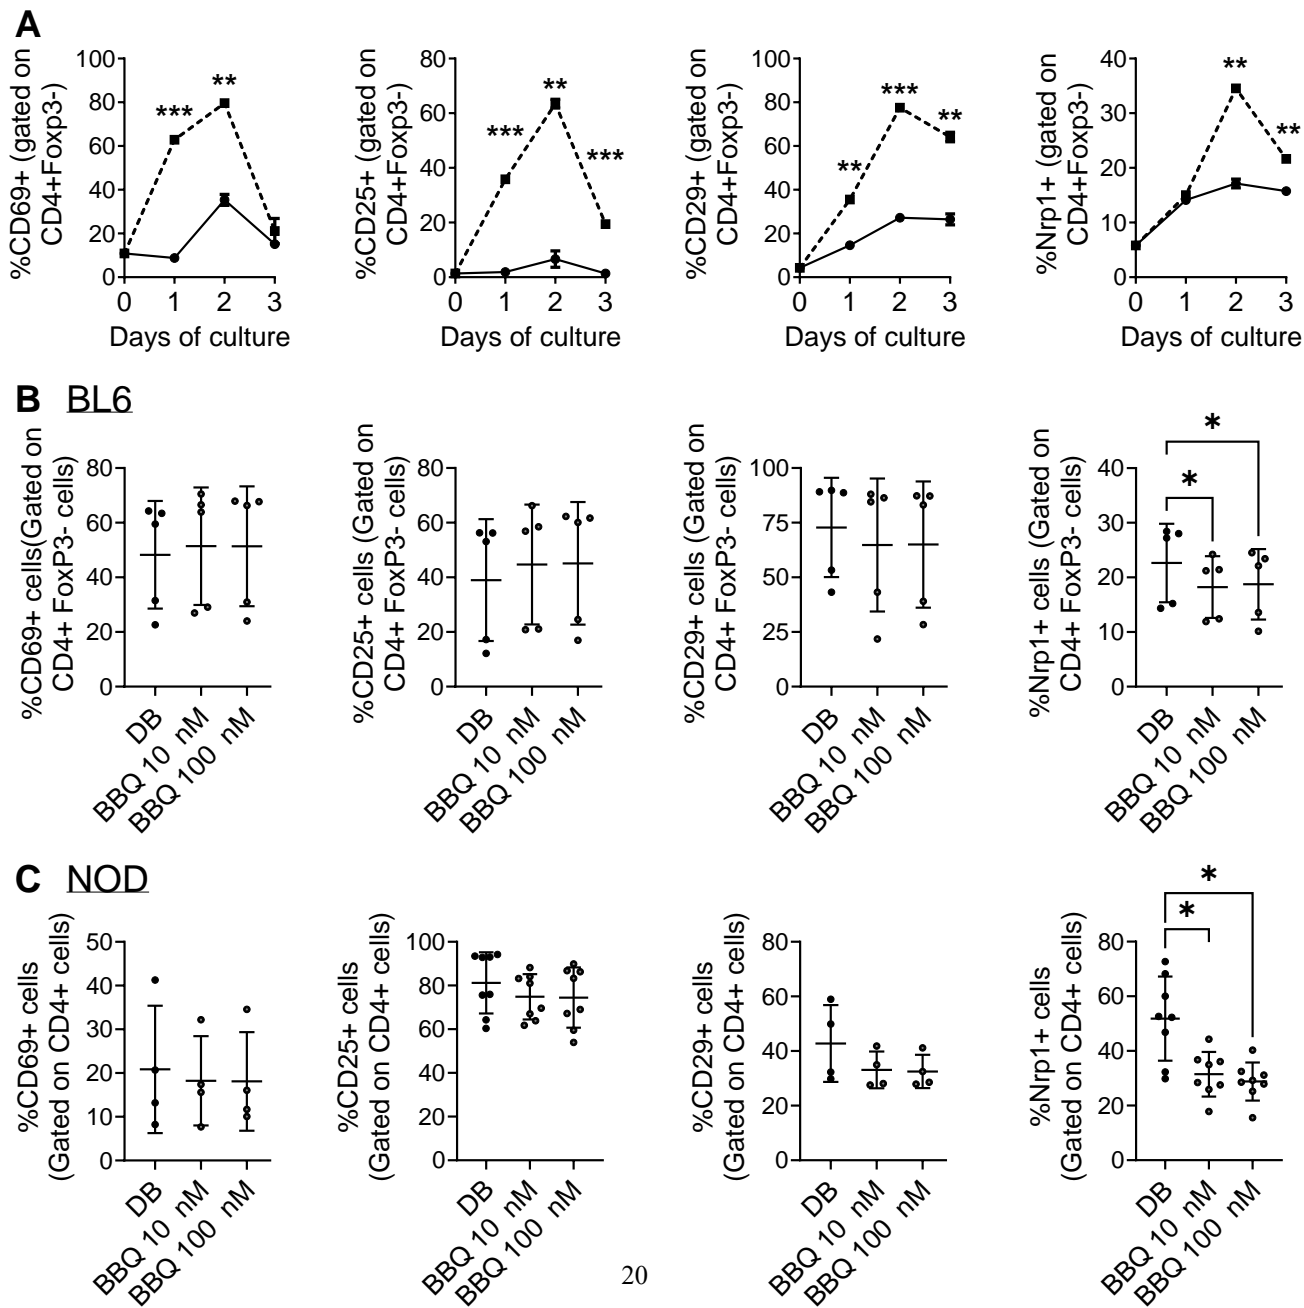 A
%CD69+ (gated on
CD4+Foxp3-)
100
80
60
40
20
0
***
**
0 1 2 3
Days of culture
%CD25+ (gated on
CD4+Foxp3-)
80
60
40
20
0
***
**
***
0 1 2 3
Days of culture
%CD29+ (gated on
CD4+Foxp3-)
100
80
60
40
20
0
**
***
**
0 1 2 3
Days of culture
%Nrp1+ (gated on
CD4+Foxp3-)
40
30
20
10
0
**
**
0 1 2 3
Days of culture
B BL6
%CD69+ cells(Gated on
CD4+ FoxP3- cells)
80
60
40
20
0
DB
BBQ 10 nM
BBQ 100 nM
%CD25+ cells (Gated on
CD4+ FoxP3- cells)
80
60
40
20
0
DB
BBQ 10 nM
BBQ 100 nM
%CD29+ cells (Gated on
CD4+ FoxP3- cells)
100
75
50
25
0
DB
BBQ 10 nM
BBQ 100 nM
%Nrp1+ cells (Gated on
CD4+ FoxP3- cells)
40
30
20
10
0
*
*
DB
BBQ 10 nM
BBQ 100 nM
C NOD
%CD69+ cells
(Gated on CD4+ cells)
50
40
30
20
10
0
DB
BBQ 10 nM
BBQ 100 nM
%CD25+ cells
(Gated on CD4+ cells)
100
80
60
40
20
0
DB
BBQ 10 nM
BBQ 100 nM
%CD29+ cells
(Gated on CD4+ cells)
80
60
40
20
0
DB
BBQ 10 nM
BBQ 100 nM
%Nrp1+ cells
(Gated on CD4+ cells)
80
60
40
20
0
*
*
DB
BBQ 10 nM
BBQ 100 nM
20